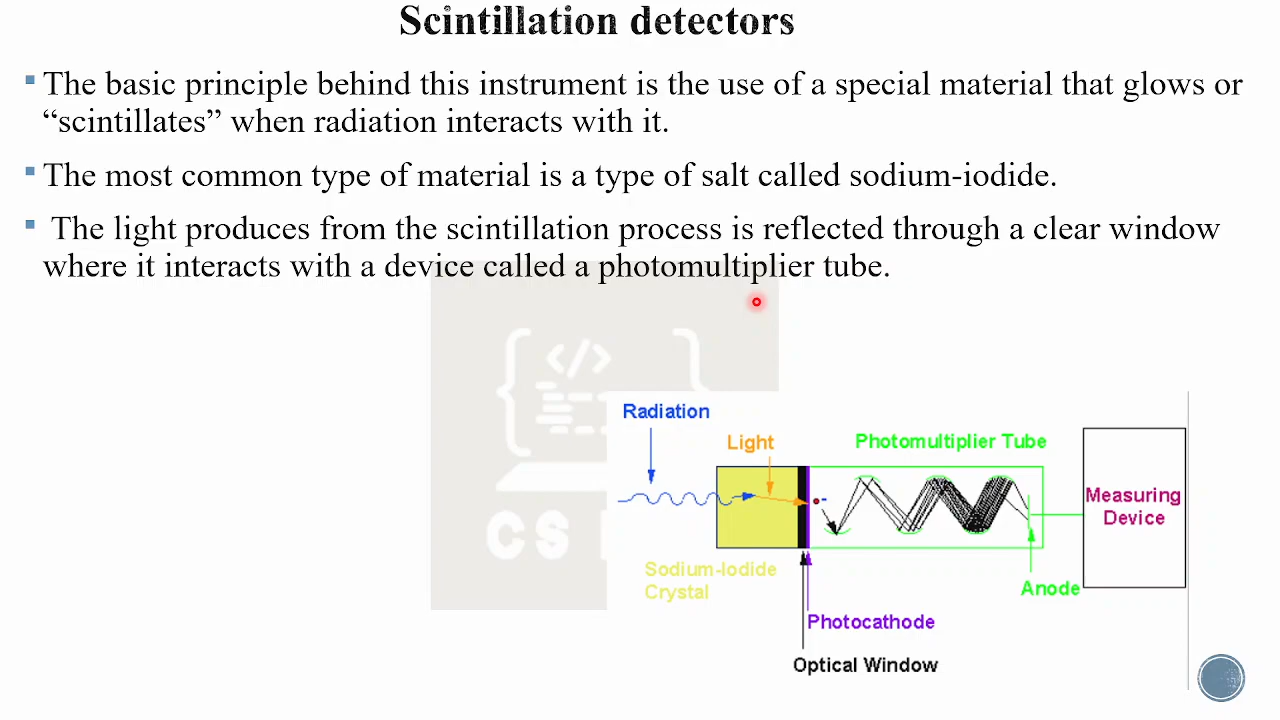 Scintillation detectors
The basic principle behind this instrument is the use of a special material that glows or
“scintillates” when radiation interacts with it.
The most common type of material is a type of salt called sodium-iodide.
The light produces from the scintillation process is reflected through a clear window
where it interacts with a device called a photomultiplier tube.
</>
Radiation
Light
Photomultiplier Tube
Measuring
Device
CS
Sodium-Iodide
Crystal
Anode
Photocathode
Optical Window